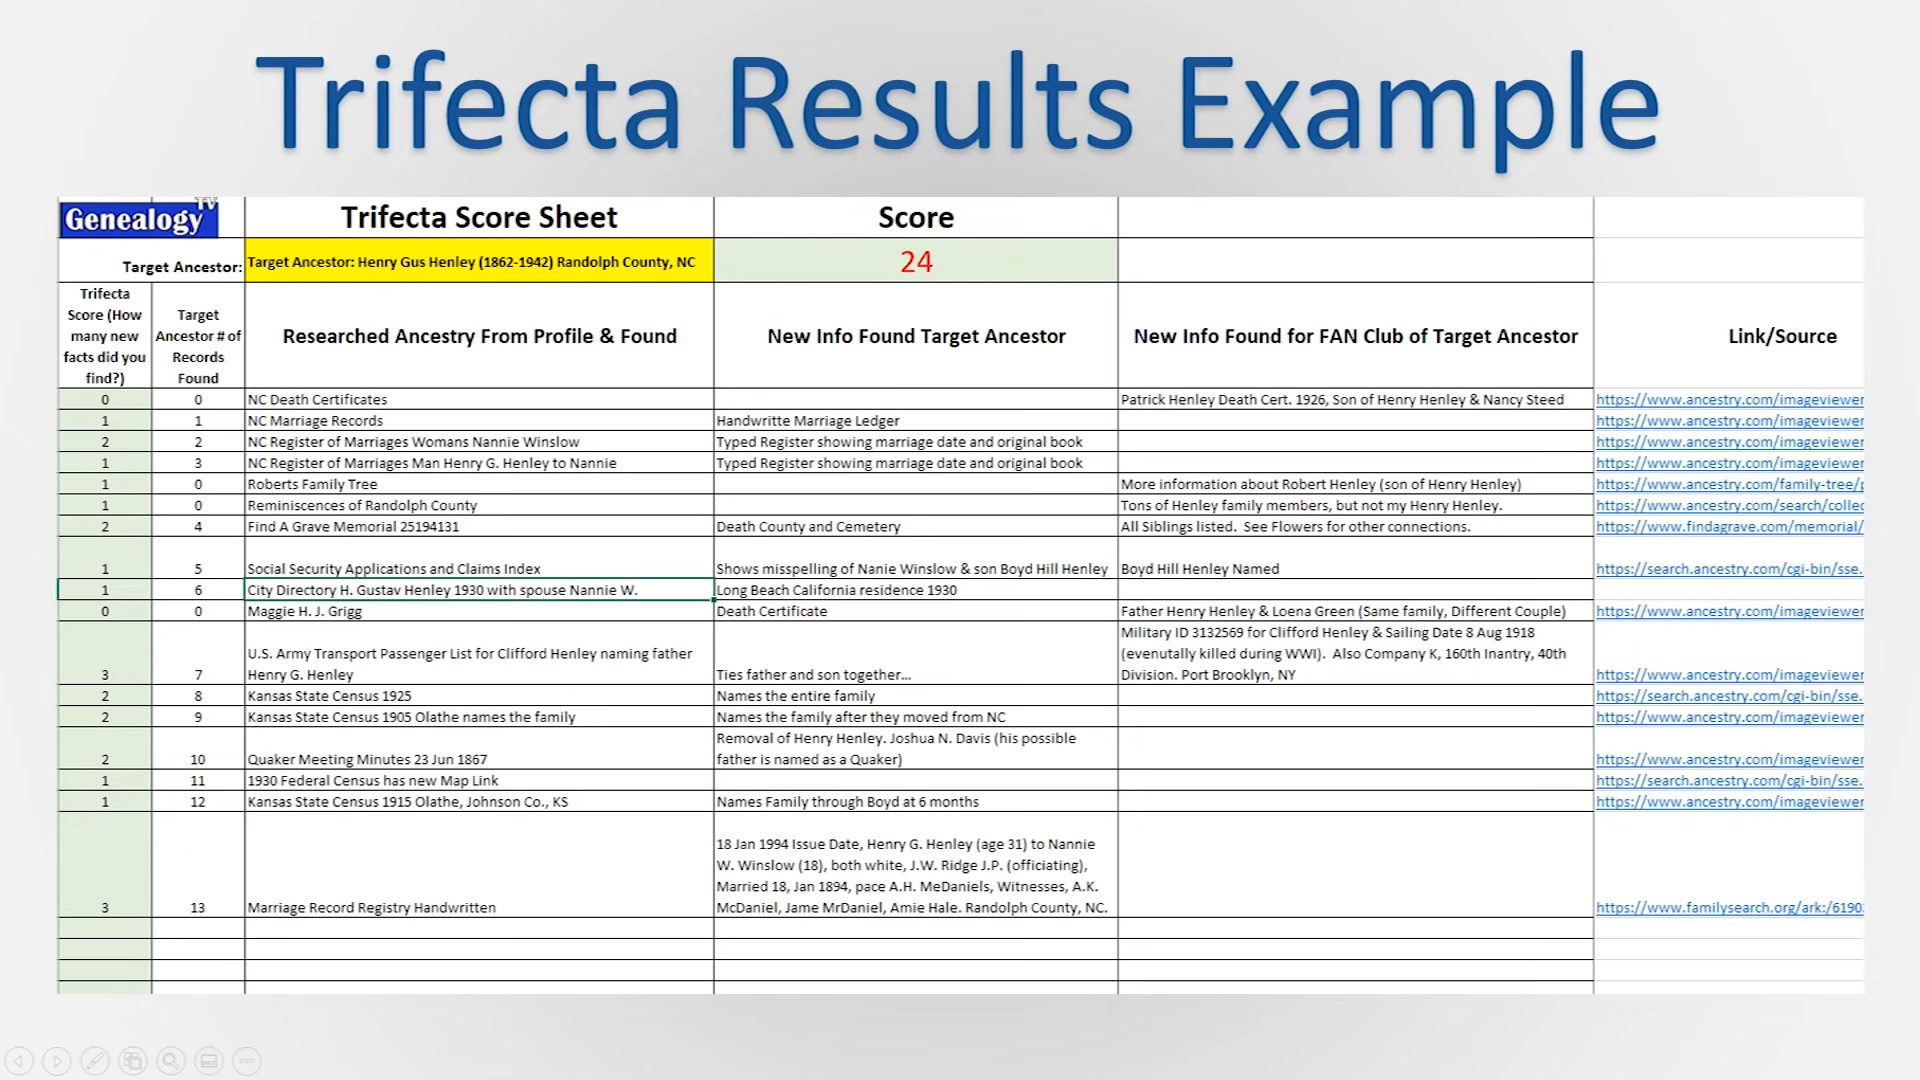 Trifecta Results Example
Genealogy TV
Trifecta Score Sheet
Score
Target Ancestor:
Target Ancestor: Henry Gus Henley (1862-1942) Randolph County, NC
24
Trifecta
Score (How
many new
facts did you
find?)
Target
Ancestor # of
Records
Found
Researched Ancestry From Profile & Found
New Info Found Target Ancestor
New Info Found for FAN Club of Target Ancestor
Link/Source
0 0 NC Death Certificates Patrick Henley Death Cert. 1926, Son of Henry Henley & Nancy Steed https://www.ancestry.com/imageviewer
1 1 NC Marriage Records Handwritte Marriage Ledger https://www.ancestry.com/imageviewer
2 2 NC Register of Marriages Womans Nannie Winslow Typed Register showing marriage date and original book https://www.ancestry.com/imageviewer
1 3 NC Register of Marriages Man Henry G. Henley to Nannie Typed Register showing marriage date and original book https://www.ancestry.com/imageviewer
1 0 Roberts Family Tree More information about Robert Henley (son of Henry Henley) https://www.ancestry.com/family-tree/p
1 0 Reminiscences of Randolph County Tons of Henley family members, but not my Henry Henley. https://www.ancestry.com/search/collec
2 4 Find A Grave Memorial 25194131 Death County and Cemetery All Siblings listed. See Flowers for other connections. https://www.findagrave.com/memorial/
1 5 Social Security Applications and Claims Index Shows misspelling of Nanie Winslow & son Boyd Hill Henley Boyd Hill Henley Named https://search.ancestry.com/cgi-bin/sse.
1 6 City Directory H. Gustav Henley 1930 with spouse Nannie W. Long Beach California residence 1930
0 0 Maggie H. J. Grigg Death Certificate Father Henry Henley & Loena Green (Same family, Different Couple) https://www.ancestry.com/imageviewer
Military ID 3132569 for Clifford Henley & Sailing Date 8 Aug 1918
U.S. Army Transport Passenger List for Clifford Henley naming father (evenutally killed during WWI). Also Company K, 160th Inantry, 40th
3 7 Henry G. Henley Ties father and son together... Division. Port Brooklyn, NY https://www.ancestry.com/imageviewer
2 8 Kansas State Census 1925 Names the entire family https://search.ancestry.com/cgi-bin/sse.
2 9 Kansas State Census 1905 Olathe names the family Names the family after they moved from NC https://www.ancestry.com/imageviewer
Removal of Henry Henley. Joshua N. Davis (his possible
2 10 Quaker Meeting Minutes 23 Jun 1867 father is named as a Quaker) https://www.ancestry.com/imageviewer
1 11 1930 Federal Census has new Map Link https://search.ancestry.com/cgi-bin/sse.
1 12 Kansas State Census 1915 Olathe, Johnson Co., KS Names Family through Boyd at 6 months https://www.ancestry.com/imageviewer
18 Jan 1994 Issue Date, Henry G. Henley (age 31) to Nannie
W. Winslow (18), both white, J.W. Ridge J.P. (officiating),
Married 18, Jan 1894, pace A.H. MeDaniels, Witnesses, A.K.
3 13 Marriage Record Registry Handwritten McDaniel, Jame MrDaniel, Amie Hale. Randolph County, NC. https://www.familysearch.org/ark:/6190